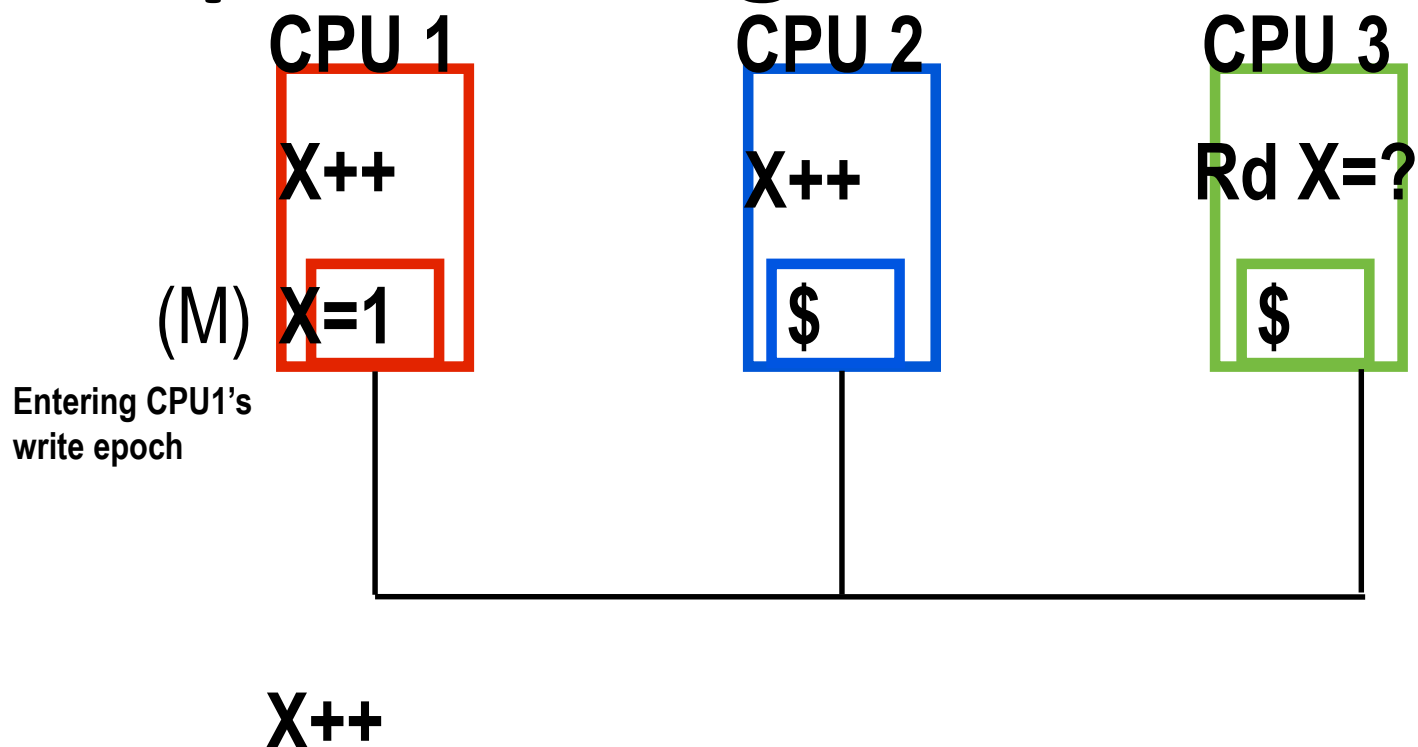 CPU 1
CPU 2
CPU 3
X++
X++
Rd X=?
(M) X=1
$
$
Entering CPU1's
write epoch
X++